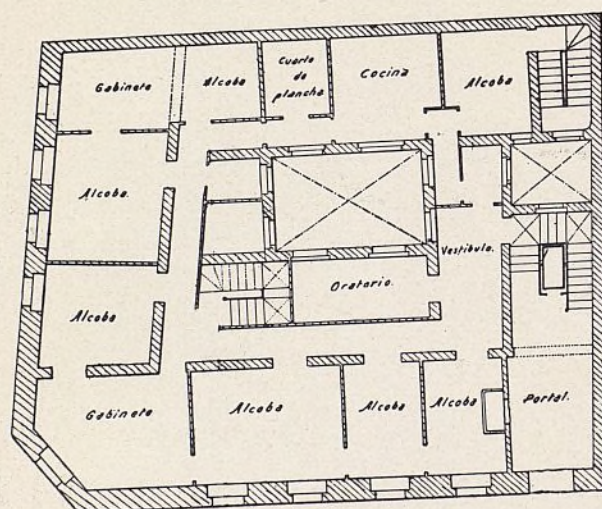 Gabinete
Alcoba
Cuarto
de
plancha
Cocina
Alcoba
Alcoba.
Vestibulo.
Oratorio.
Alcoba
Gabinete
Alcoba
Alcoba
Alcoba
Portal.